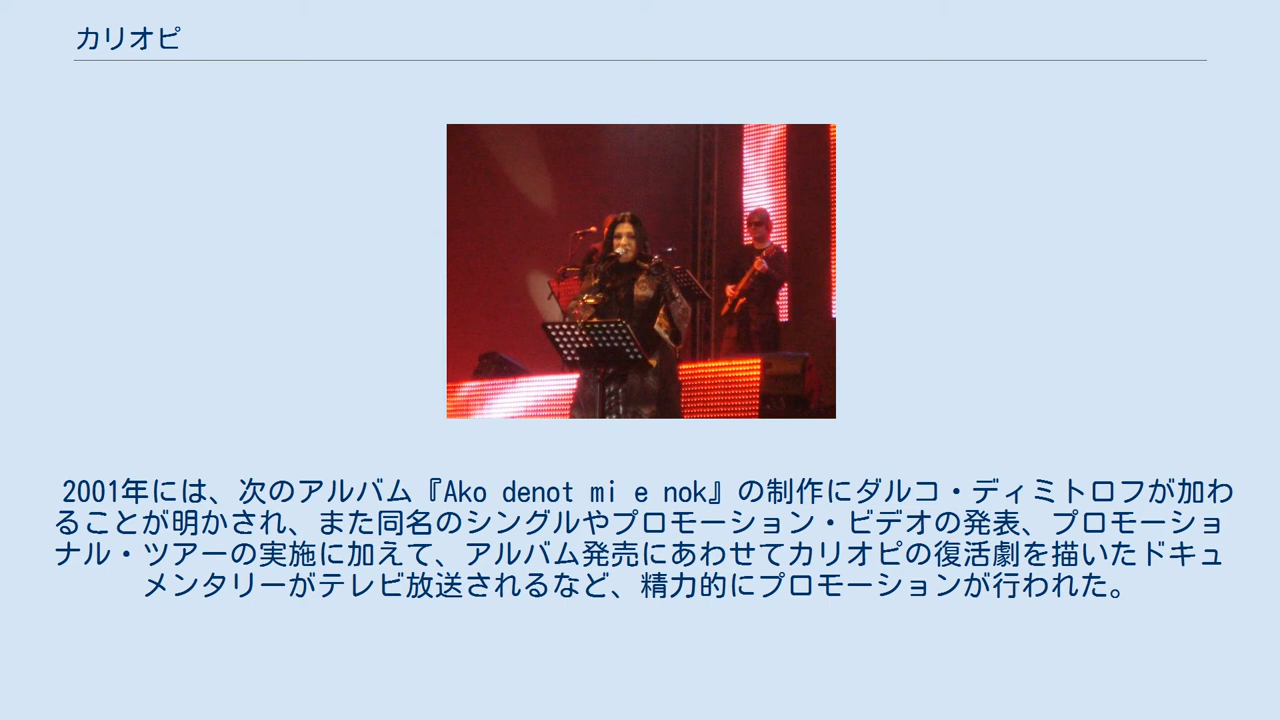 カリオピ
2001年には、次のアルバム『Ako denot mi e nok』の制作にダルコ・ディミトロフが加わ
ることが明かされ、また同名のシングルやプロモーション・ビデオの発表、プロモーショ
ナル・ツアーの実施に加えて、アルバム発売にあわせてカリオピの復活劇を描いたドキュ
メンタリーがテレビ放送されるなど、精力的にプロモーションが行われた。